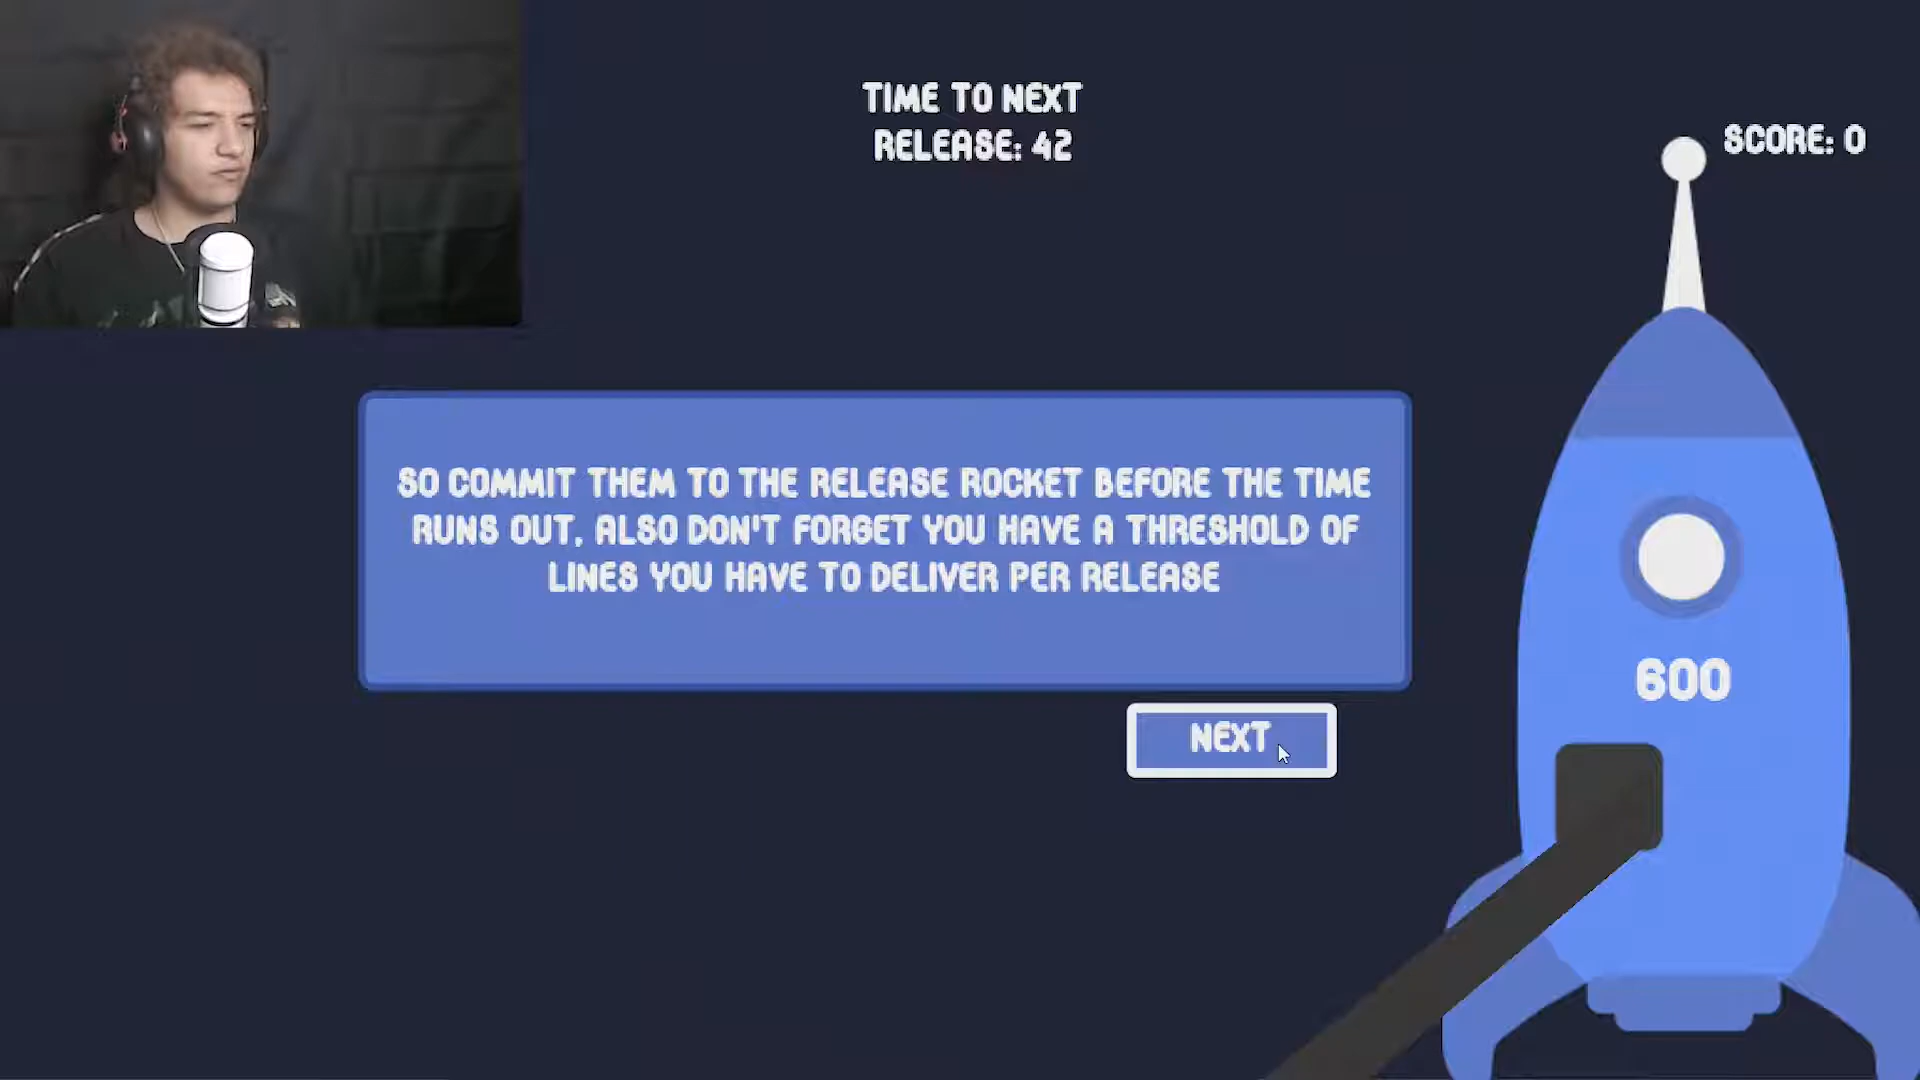 TIME TO NEXT
RELEASE: 42
SCORE: 0
SO COMMIT THEM TO THE RELEASE ROCKET BEFORE THE TIME
RUNS OUT, ALSO DON'T FORGET YOU HAVE A THRESHOLD OF
LINES YOU HAVE TO DELIVER PER RELEASE
600
NEXT